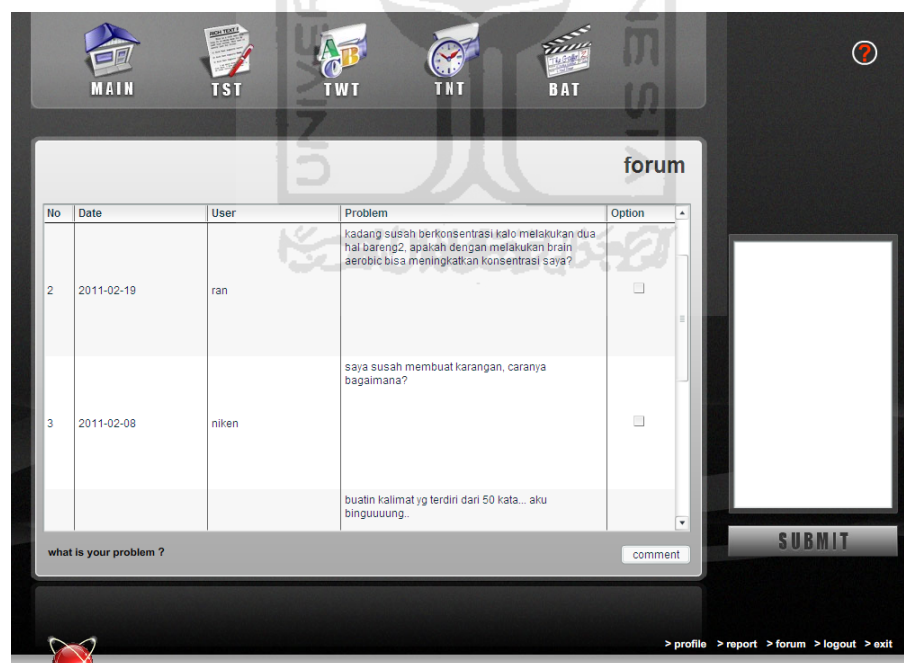 MAIN TST TWT TNT BAT ?
forum
No Date User Problem Option
kadang susah berkonsentrasi kalo melakukan dua
hal bareng2, apakah dengan melakukan brain
aerobic bisa meningkatkan konsentrasi saya?
2 2011-02-19 ran
saya susah membuat karangan, caranya
bagaimana?
3 2011-02-08 niken
buatin kalimat yg terdiri dari 50 kata... aku
binguuuung..
what is your problem ?
comment
SUBMIT
> profile > report > forum > logout > exit